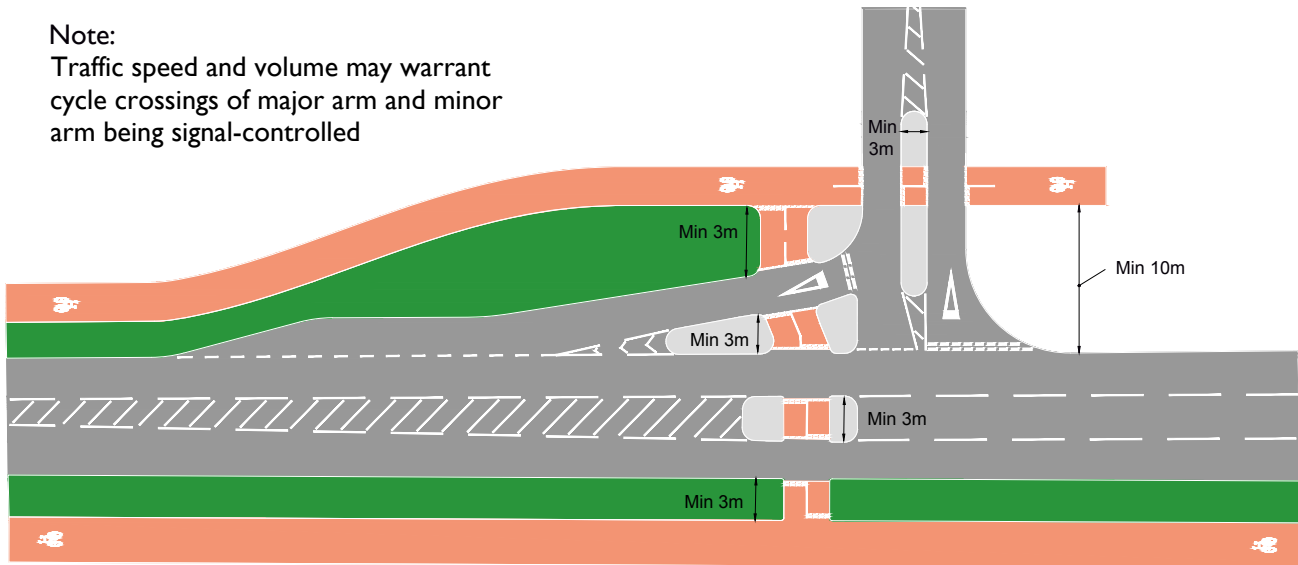 Note:
Traffic speed and volume may warrant
cycle crossings of major arm and minor
arm being signal-controlled
Min
3m
Min 3m
Min 10m
Min 3m
Min 3m
Min 3m